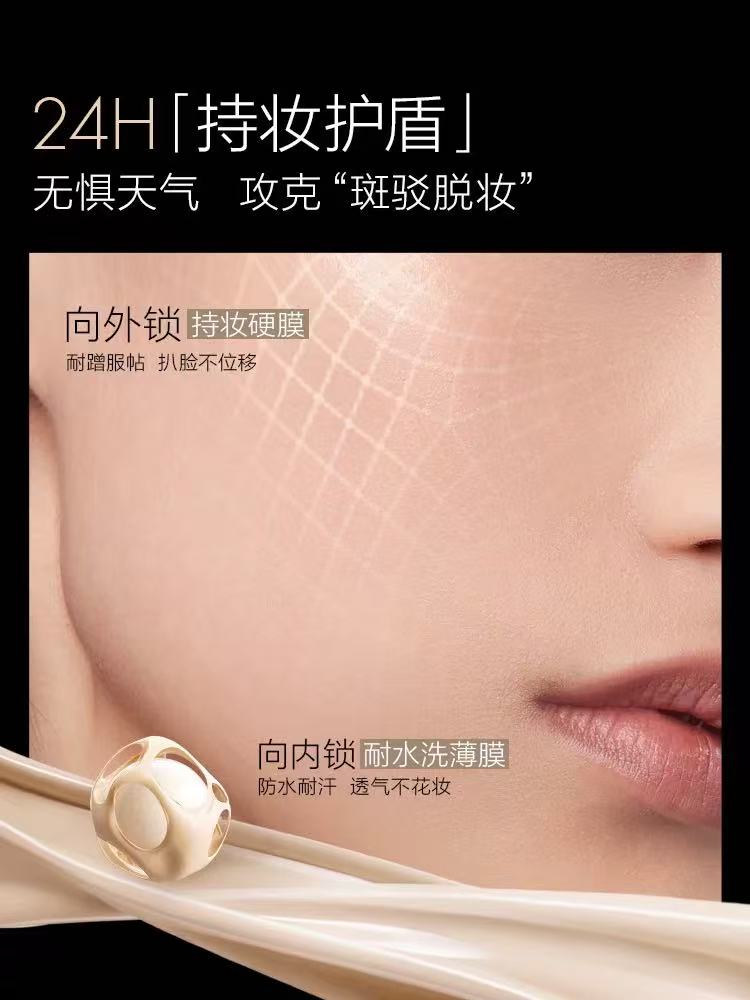 24H「持妆护盾」
无惧天气 攻克“斑驳脱妆”
向外锁 持妆硬膜
耐蹭服帖 扒脸不位移
向内锁 耐水洗薄膜
防水耐汗 透气不花妆